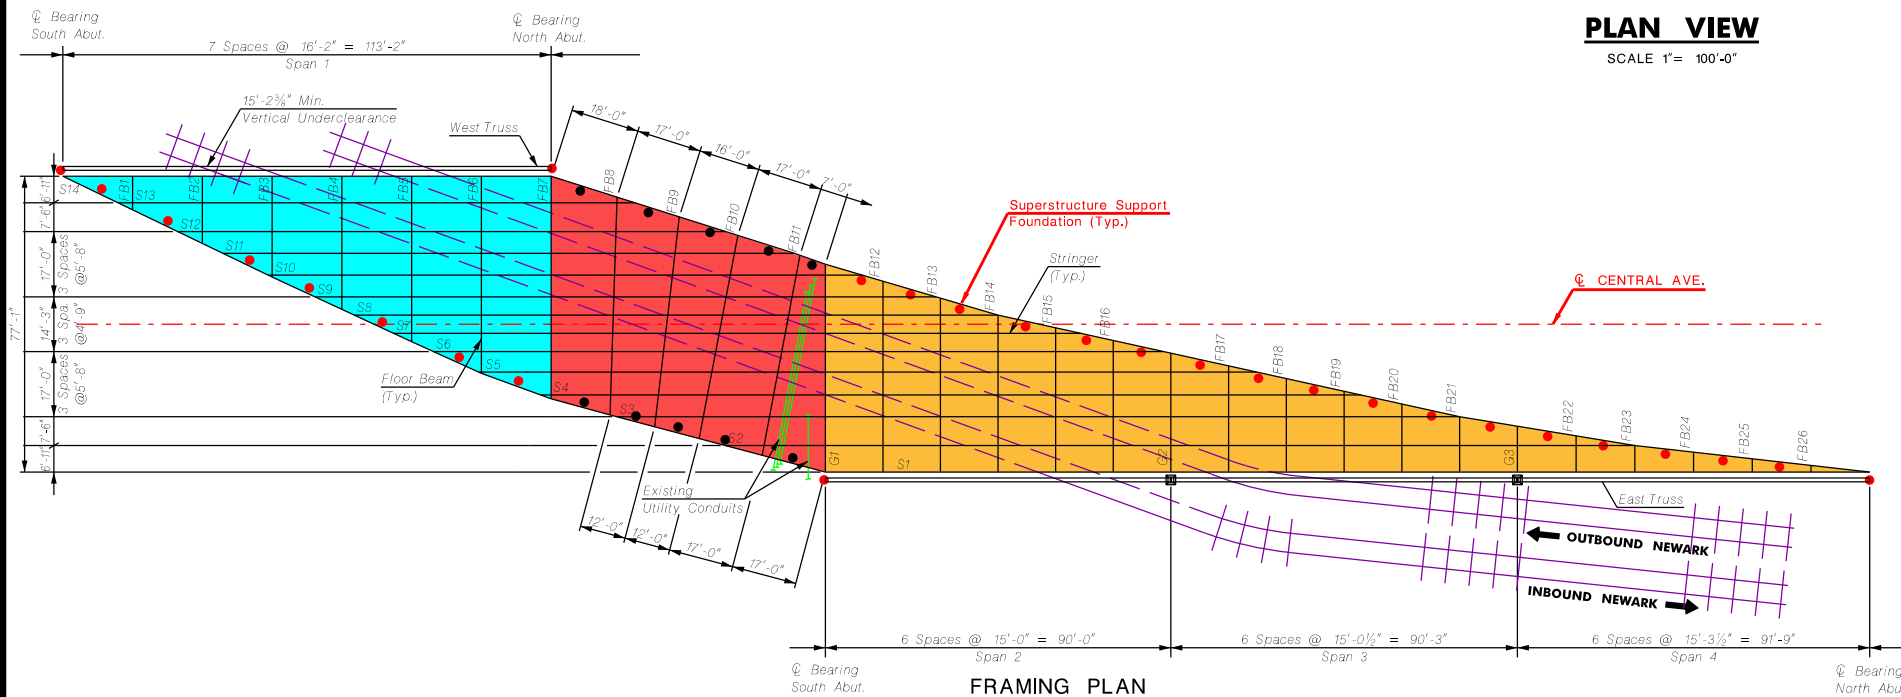 ℄ Bearing
South Abut.
℄ Bearing
North Abut.
PLAN VIEW
SCALE 1"= 100'-0"
7 Spaces @ 16'-2" = 113'-2"
Span 1
15'-2⅜" Min.
Vertical Underclearance
West Truss
18'-0"
17'-0"
16'-0"
17'-0"
7'-0"
S14
FB1
S13
FB2
FB3
FB4
FB5
FB6
FB7
FB8
FB9
FB10
FB11
FB12
FB13
FB14
FB15
FB16
FB17
FB18
FB19
FB20
FB21
FB22
FB23
FB24
FB25
FB26
Superstructure Support
Foundation (Typ.)
Stringer
(Typ.)
℄ CENTRAL AVE.
77'-1"
6'-11"
7'-6"
17'-0"
3 Spaces
@5'-8"
14'-3"
3 Spa.
@4'-9"
17'-0"
3 Spaces
@5'-8"
7'-6"
6'-11"
S12
S11
S10
S9
S8
S7
S6
S5
S4
S3
S2
S1
G1
G2
G3
Floor Beam
(Typ.)
Existing
Utility Conduits
12'-0"
12'-0"
17'-0"
17'-0"
East Truss
OUTBOUND NEWARK
INBOUND NEWARK
6 Spaces @ 15'-0" = 90'-0"
Span 2
6 Spaces @ 15'-0½" = 90'-3"
Span 3
6 Spaces @ 15'-3½" = 91'-9"
Span 4
℄ Bearing
South Abut.
FRAMING PLAN
℄ Bearing
North Abu